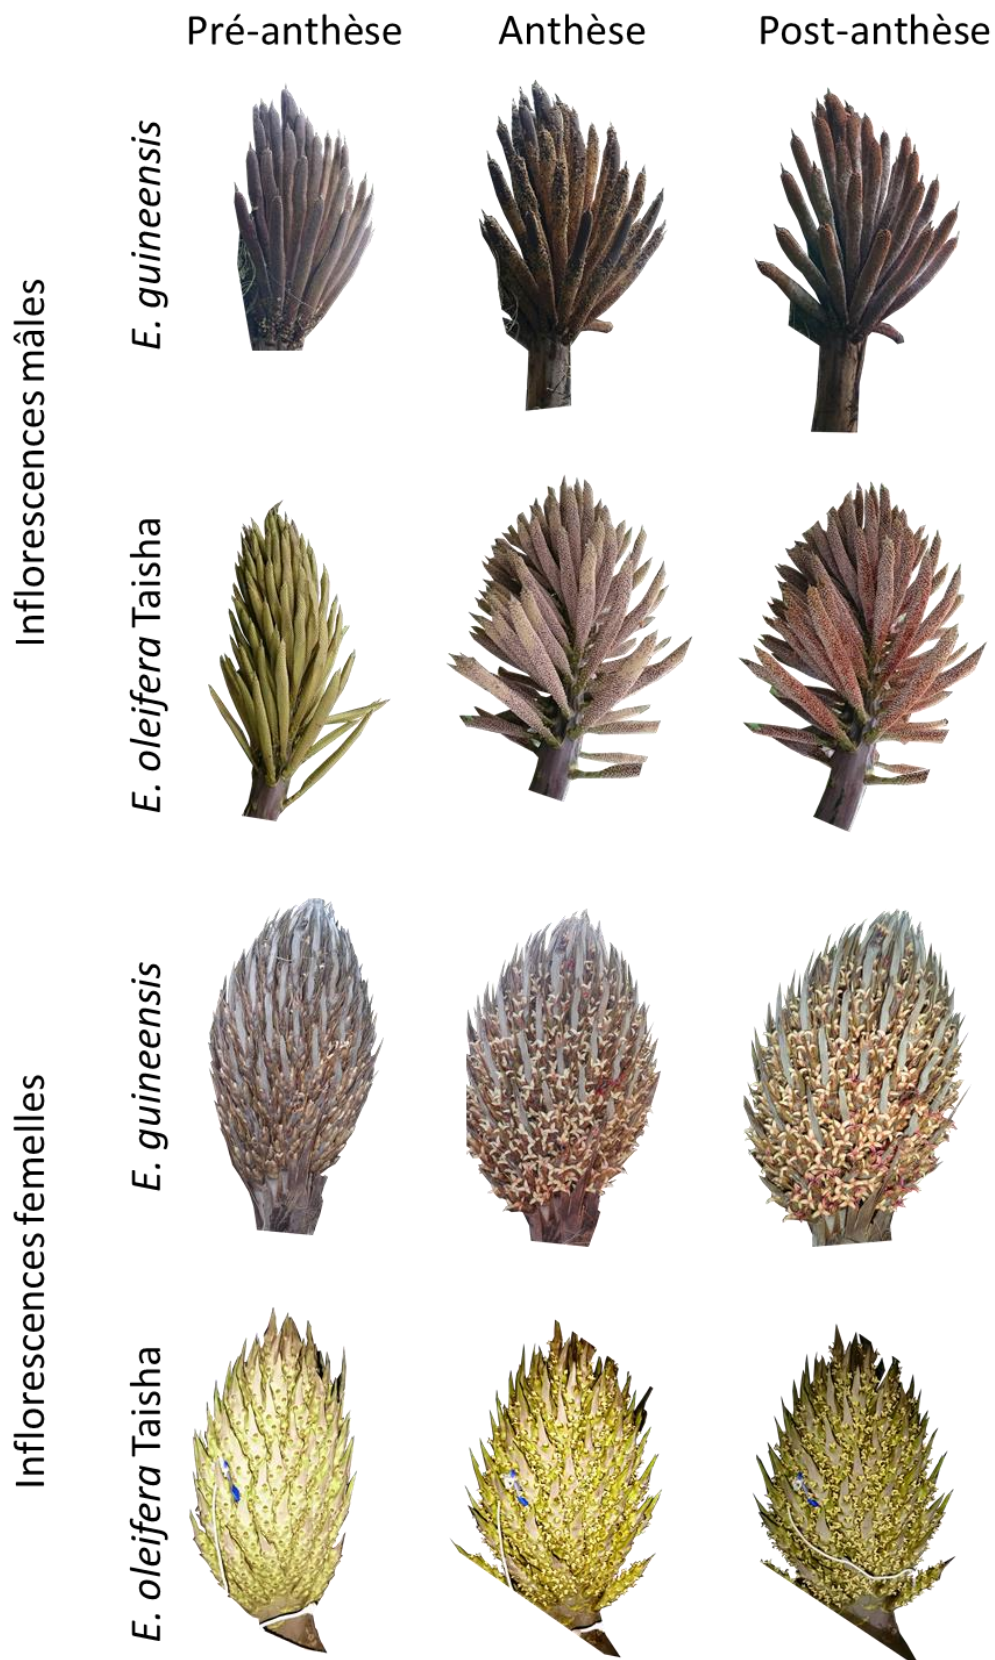 Pré-anthèse Anthèse Post-anthèse
Inflorescences mâles
E. guineensis
E. oleifera Taisha
Inflorescences femelles
E. guineensis
E. oleifera Taisha